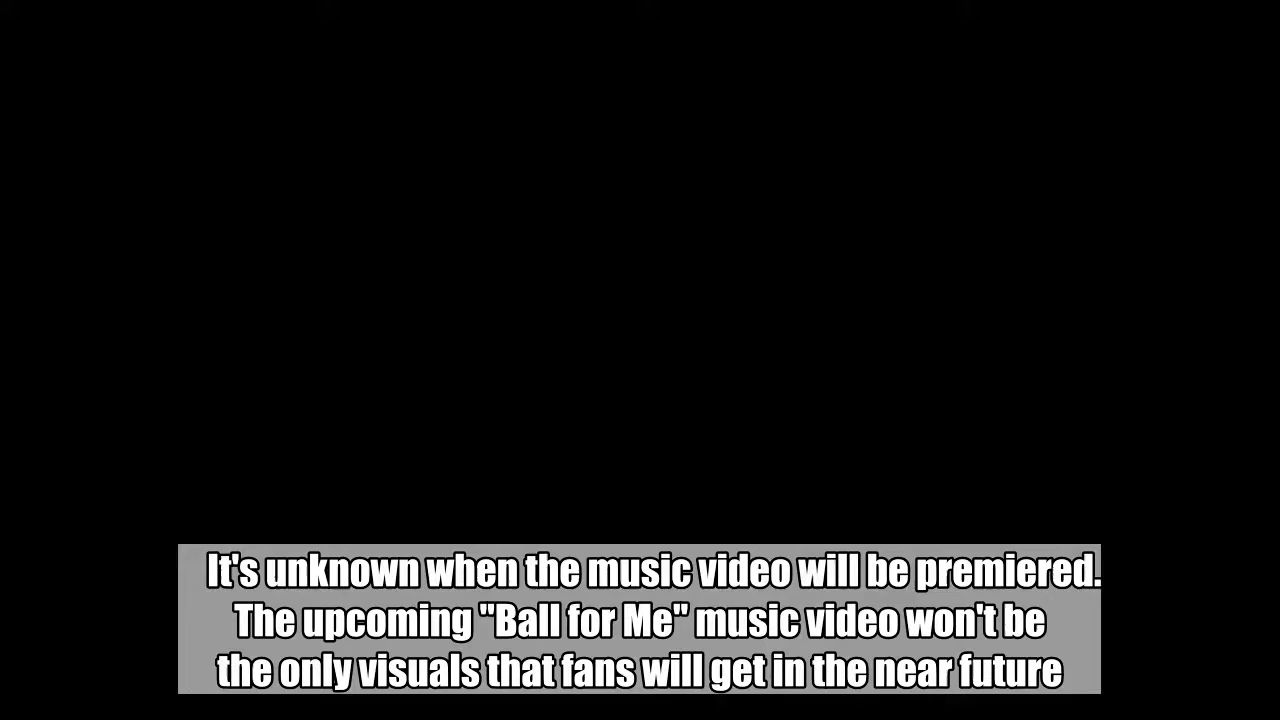 It's unknown when the music video will be premiered.
The upcoming "Ball for Me" music video won't be
the only visuals that fans will get in the near future